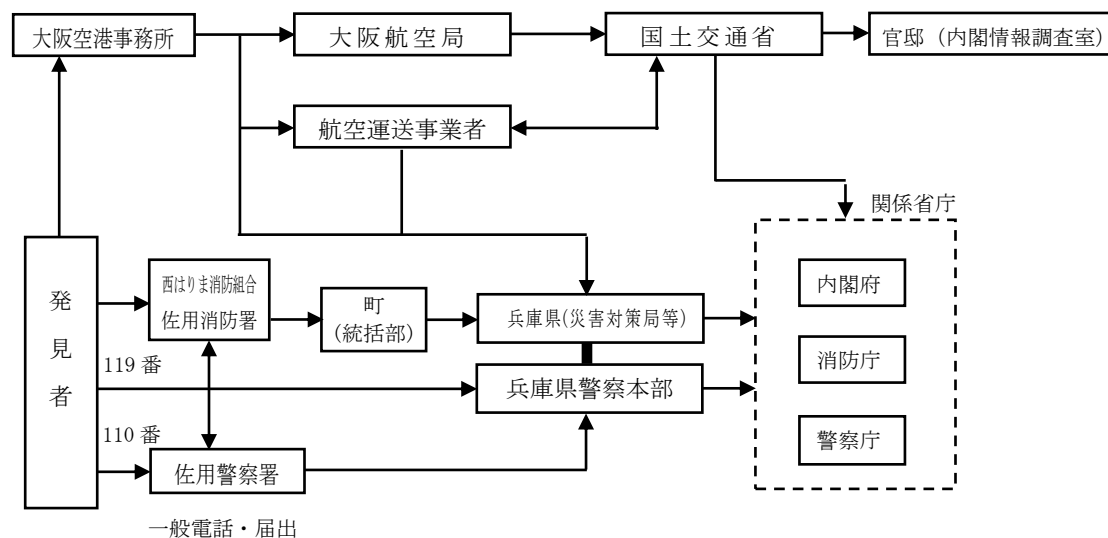 大阪空港事務所
大阪航空局
国土交通省
官邸（内閣情報調査室）
航空運送事業者
関係省庁
発見者
西はりま消防組合
佐用消防署
町
(統括部)
兵庫県(災害対策局等)
内閣府
消防庁
119 番
兵庫県警察本部
110 番
佐用警察署
警察庁
一般電話・届出